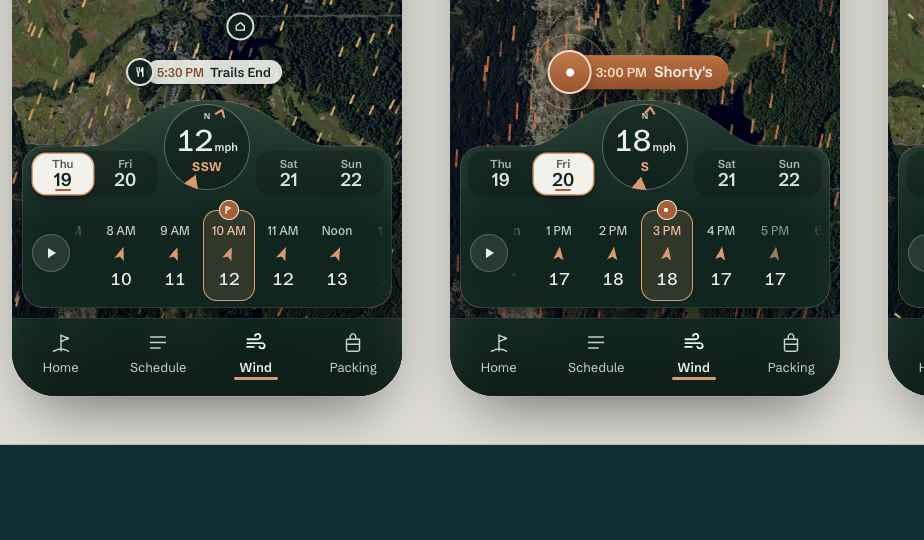 5:30 PM Trails End
N
12 mph
SSW
Thu
19
Fri
20
Sat
21
Sun
22
8 AM
9 AM
10 AM
11 AM
Noon
10
11
12
12
13
Home
Schedule
Wind
Packing
3:00 PM Shorty's
N
18 mph
S
Thu
19
Fri
20
Sat
21
Sun
22
1 PM
2 PM
3 PM
4 PM
5 PM
17
18
18
17
17
Home
Schedule
Wind
Packing